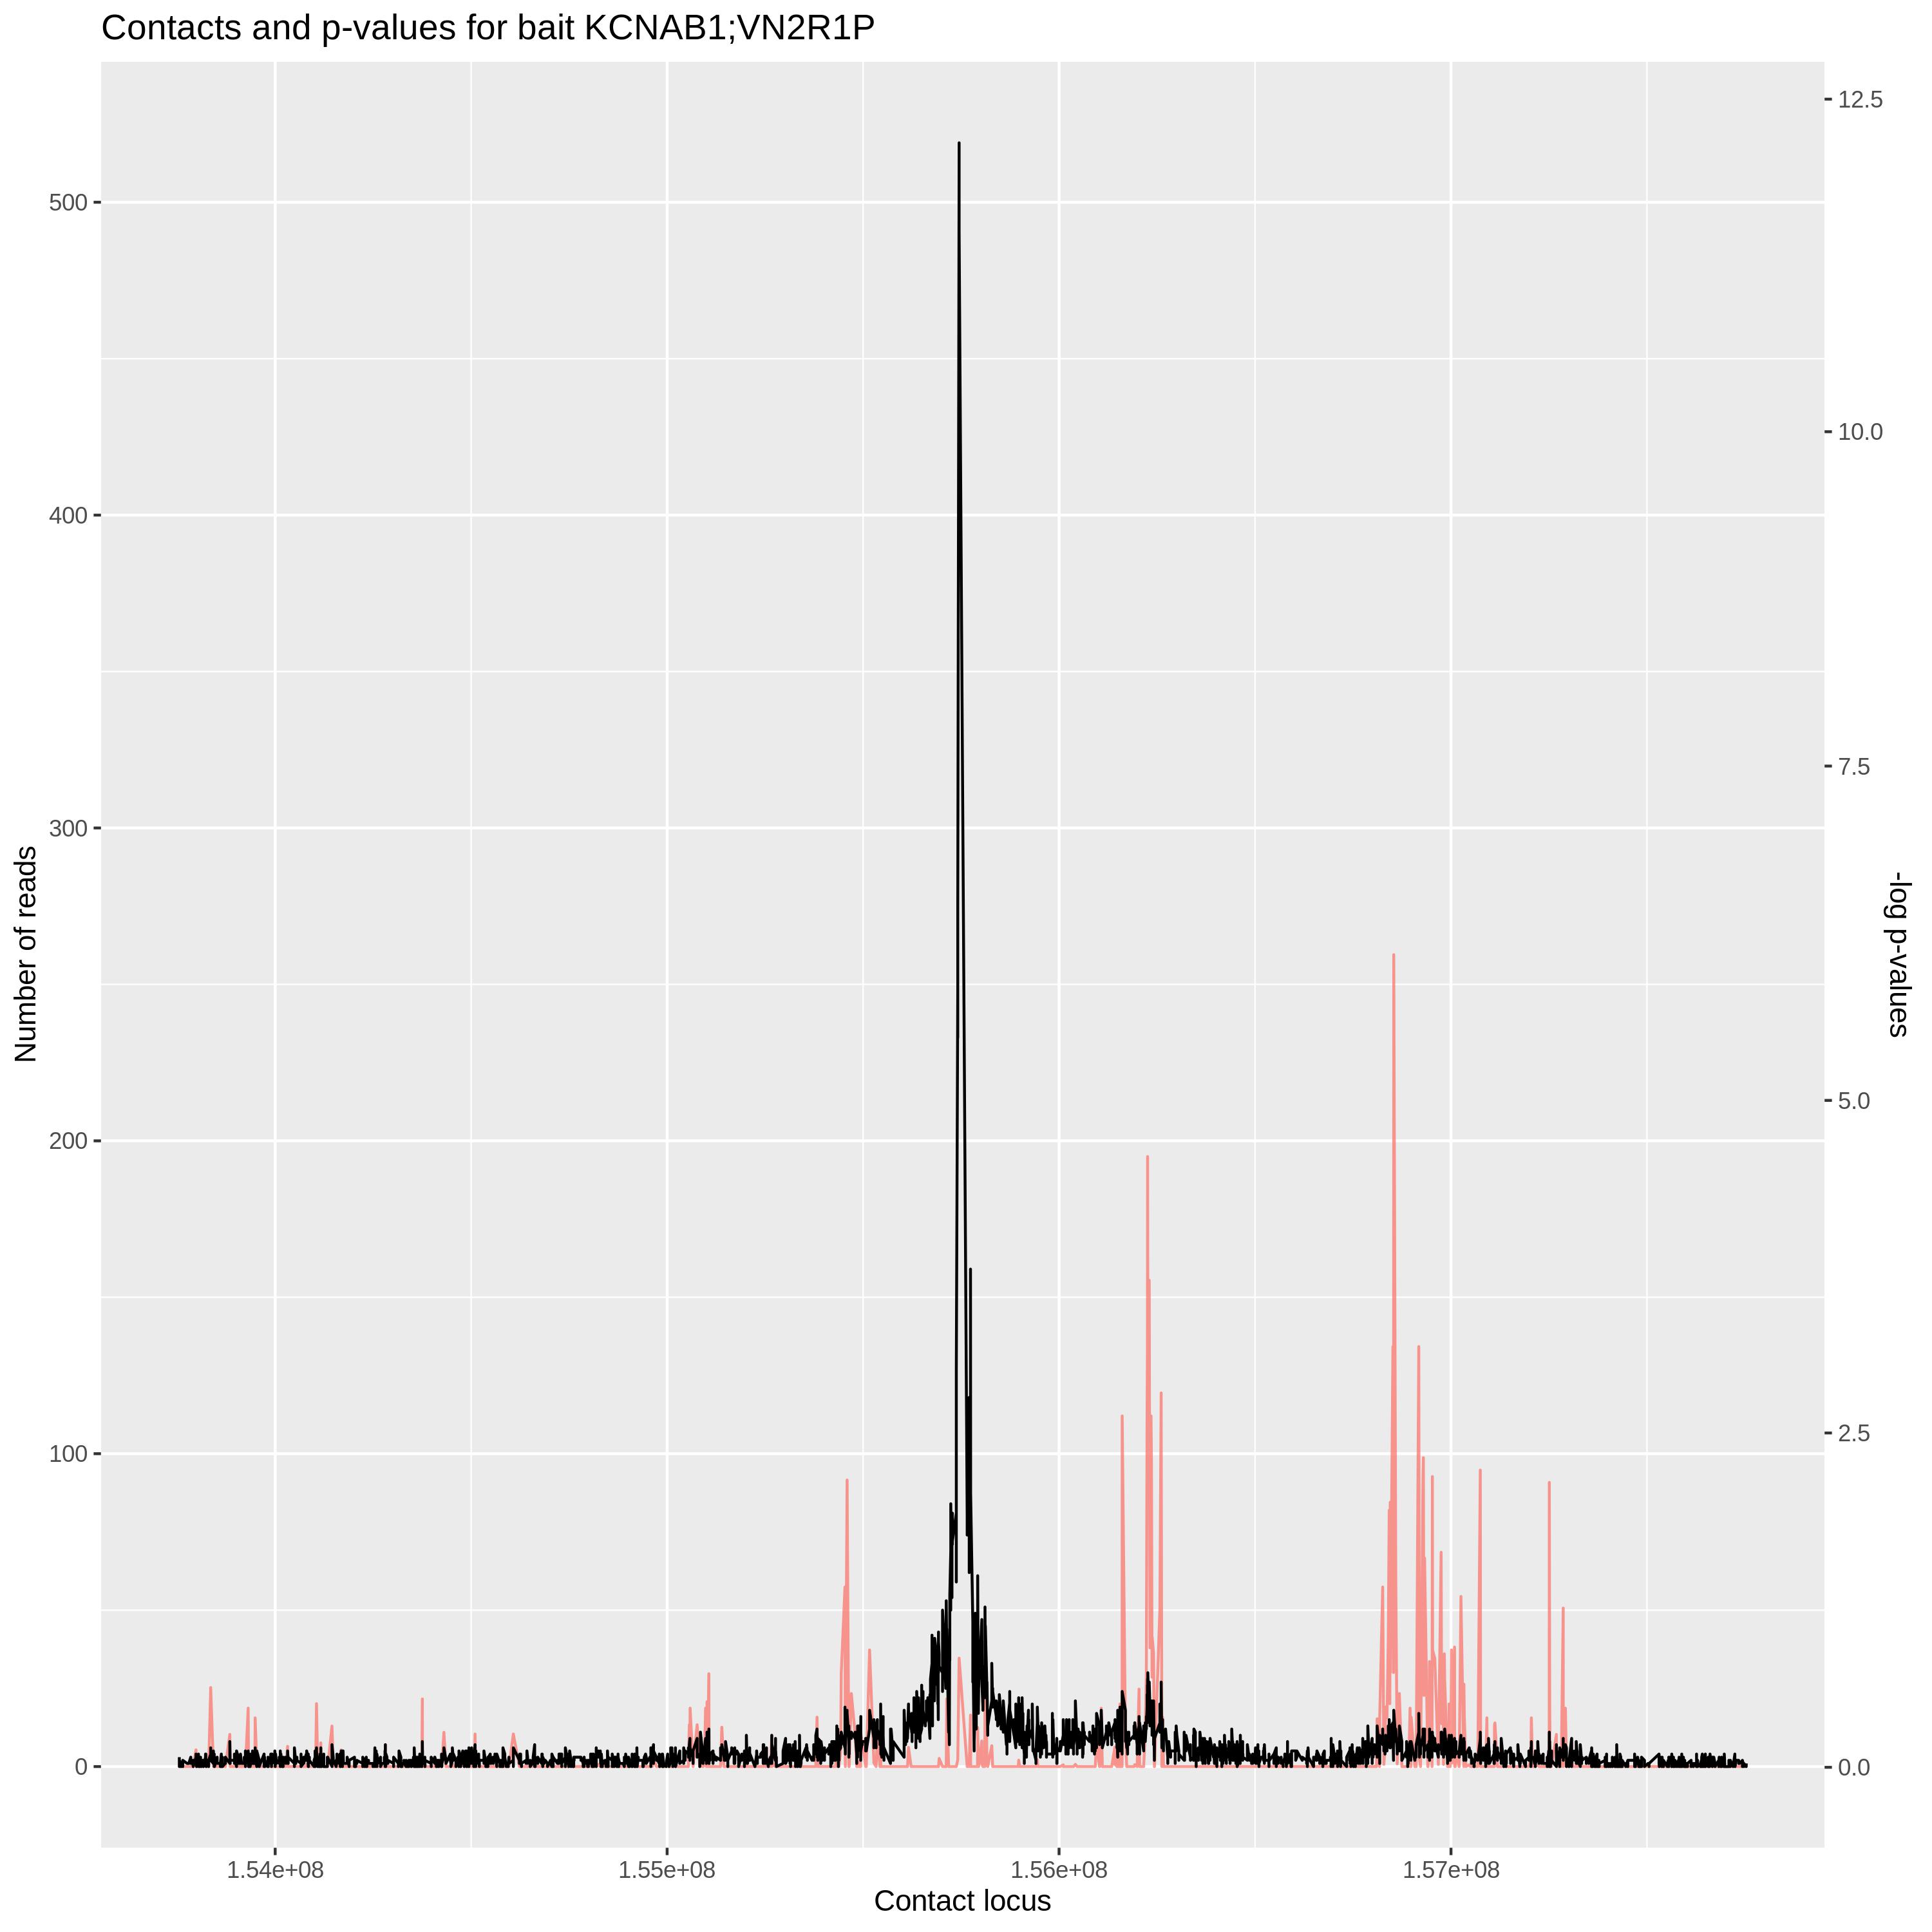 Contacts and p-values for bait KCNAB1;VN2R1P
Number of reads
500
400
300
200
100
0
12.5
10.0
7.5
5.0
2.5
0.0
-log p-values
1.54e+08
1.55e+08
1.56e+08
1.57e+08
Contact locus